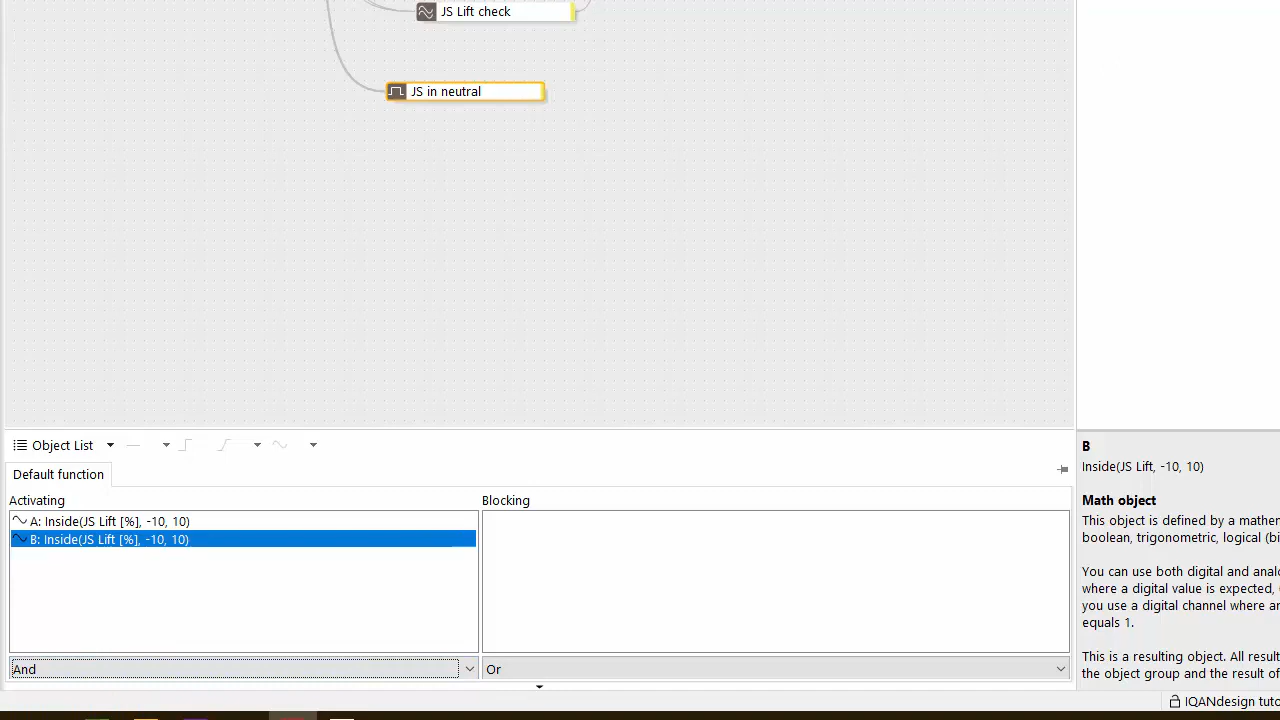 JS Lift check
JS in neutral
Object List
Default function
Activating
Blocking
A: Inside(JS Lift [%], -10, 10)
B: Inside(JS Lift [%], -10, 10)
And
Or
B
Inside(JS Lift, -10, 10)
Math object
This object is defined by a mather
boolean, trigonometric, logical (bi
You can use both digital and analo
where a digital value is expected,
you use a digital channel where an
equals 1.
This is a resulting object. All result
the object group and the result of
IQANdesign tuto